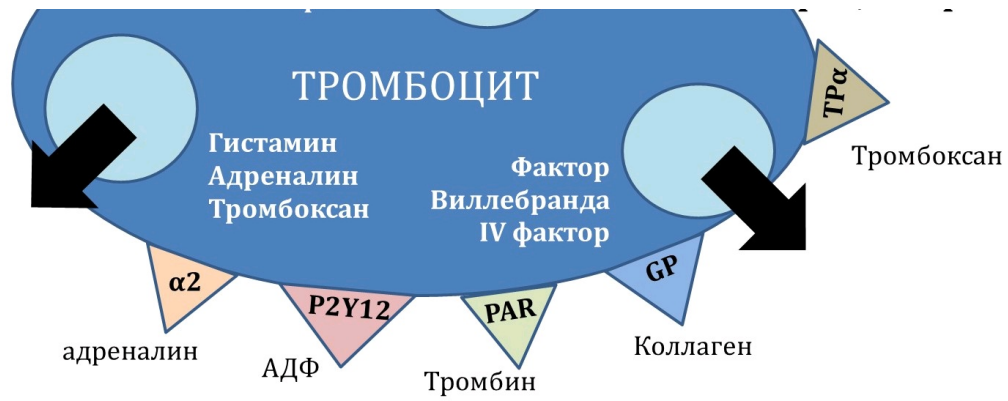 ТРОМБОЦИТ
Гистамин
Адреналин
Тромбоксан
Фактор
Виллебранда
IV фактор
TPα
Тромбоксан
α2
P2Y12
PAR
GP
адреналин
АДФ
Тромбин
Коллаген